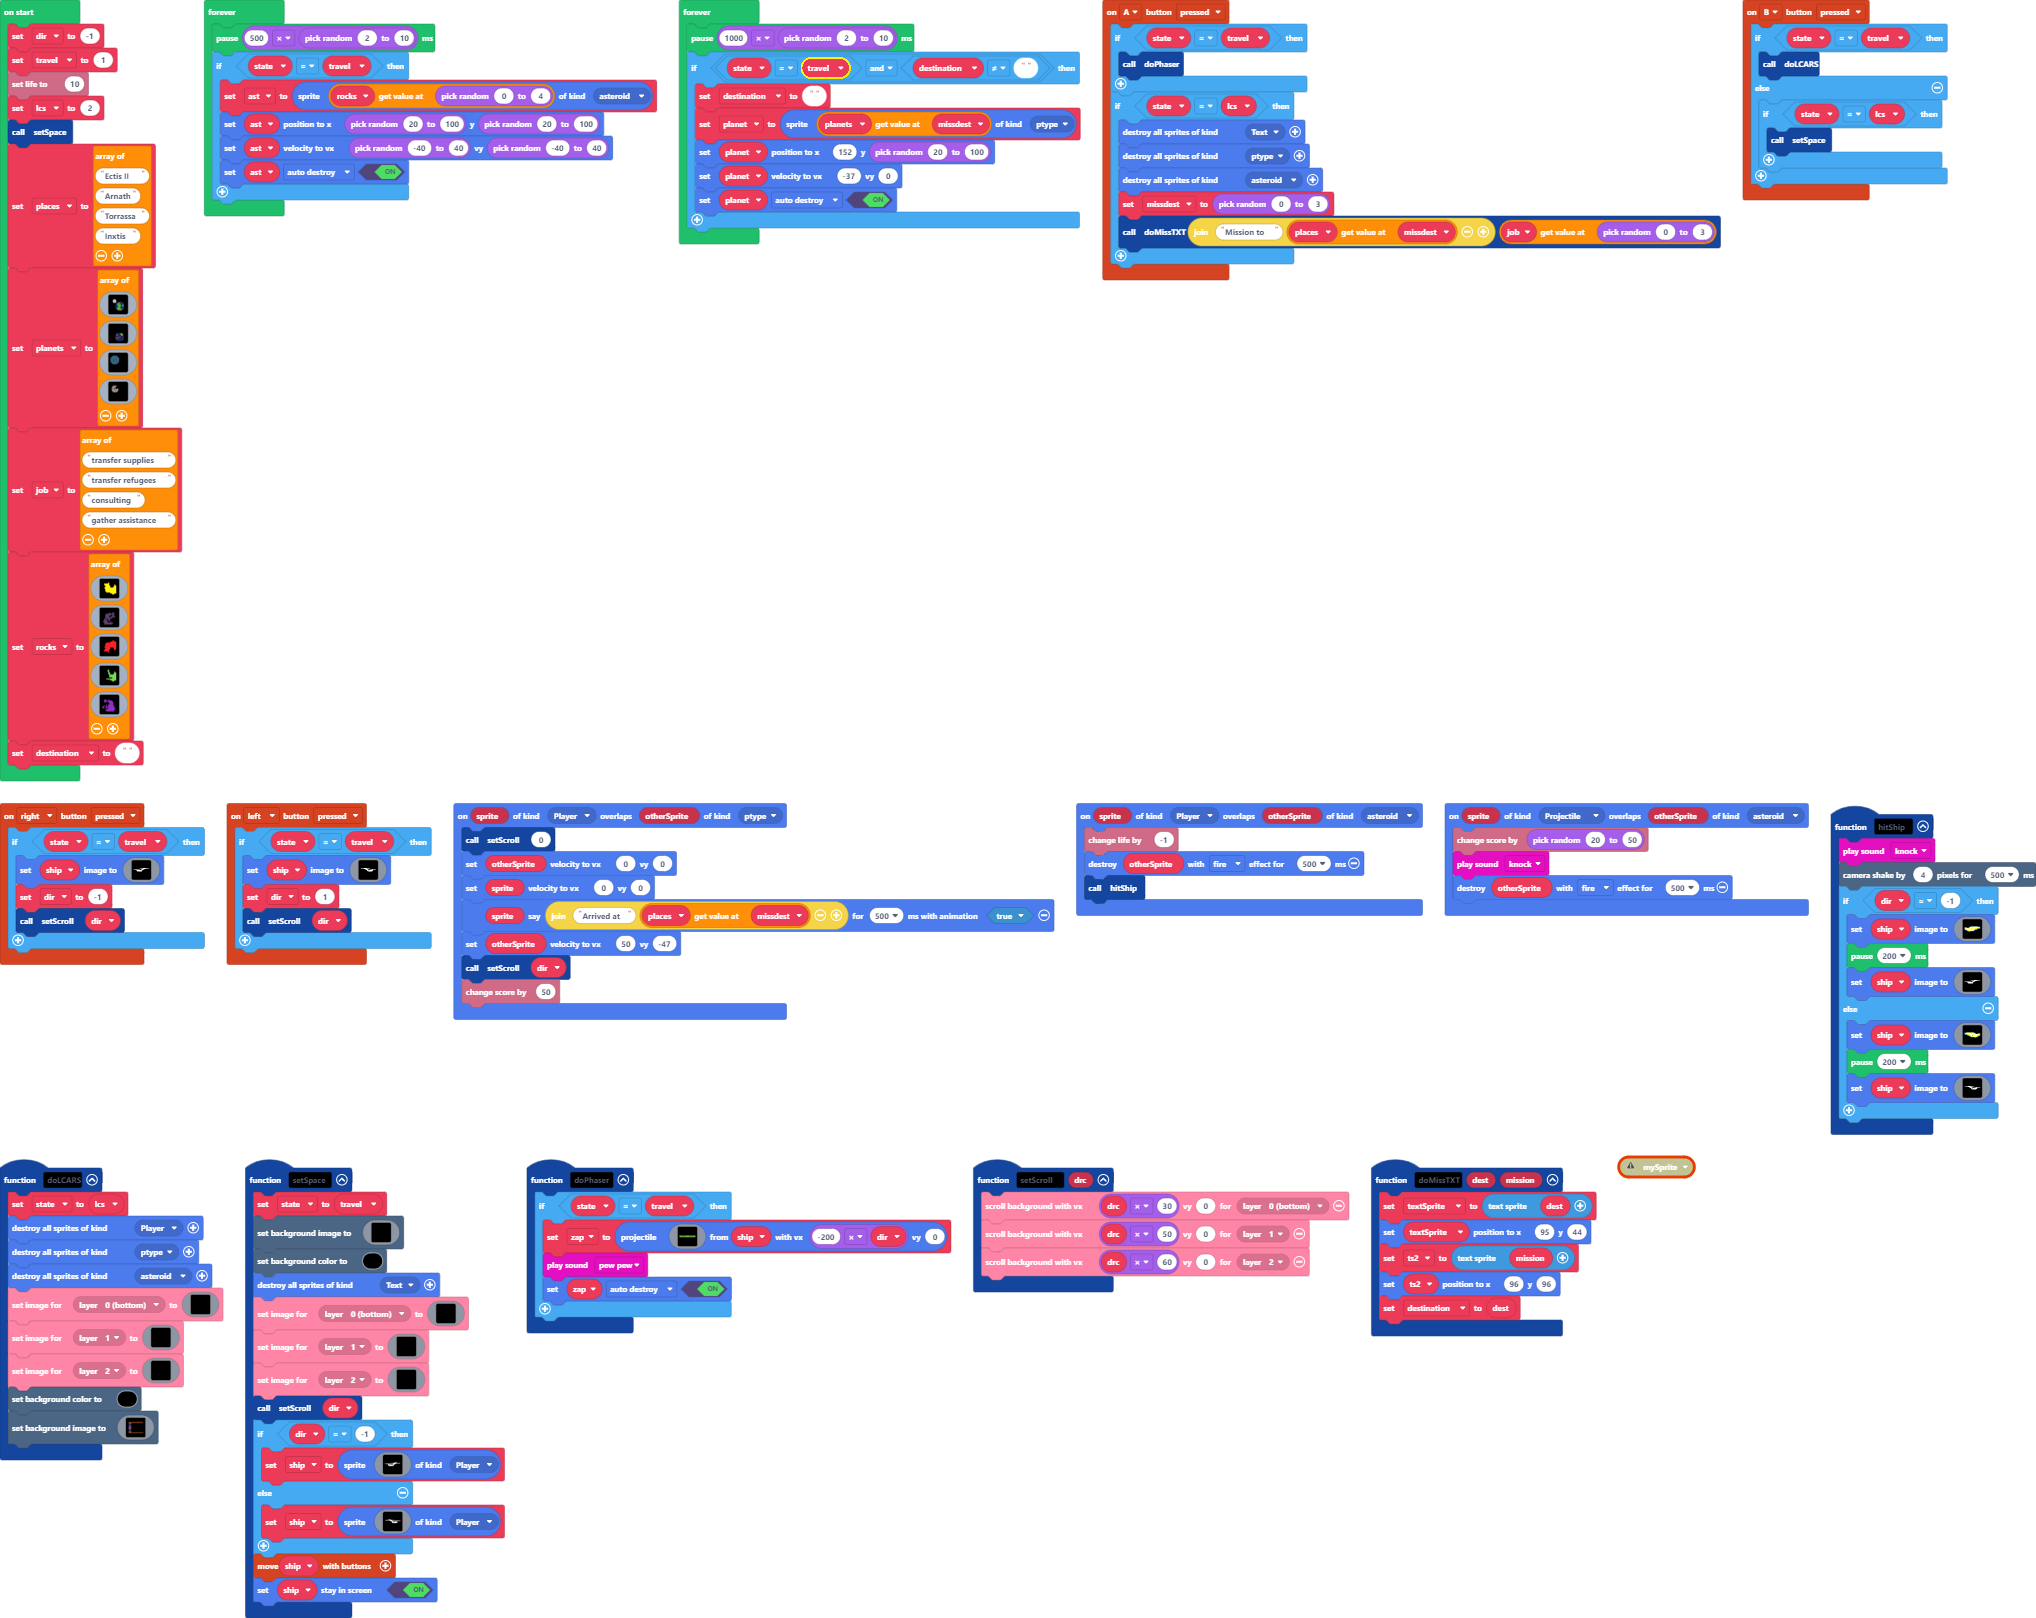 on start
set dir to -1
set travel to 1
set life to 10
set lcs to 2
call setSpace
set places to array of
"Ectis II"
"Arnath"
"Torrassa"
"Inxtis"
set planets to array of
set job to array of
"transfer supplies"
"transfer refugees"
"consulting"
"gather assistance"
set rocks to array of
set destination to " "
forever
pause 500 × pick random 2 to 10 ms
if state = travel then
set ast to sprite rocks get value at pick random 0 to 4 of kind asteroid
set ast position to x pick random 20 to 100 y pick random 20 to 100
set ast velocity to vx pick random -40 to 40 vy pick random -40 to 40
set ast auto destroy ON
forever
pause 1000 × pick random 2 to 10 ms
if state = travel and destination ≠ " " then
set destination to " "
set planet to sprite planets get value at missdest of kind ptype
set planet position to x 152 y pick random 20 to 100
set planet velocity to vx -37 vy 0
set planet auto destroy ON
on A button pressed
if state = travel then
call doPhaser
if state = lcs then
destroy all sprites of kind Text
destroy all sprites of kind ptype
destroy all sprites of kind asteroid
set missdest to pick random 0 to 3
call doMissTXT join "Mission to " places get value at missdest job get value at pick random 0 to 3
on B button pressed
if state = travel then
call doLCARS
else
if state = lcs then
call setSpace
on right button pressed
if state = travel then
set ship image to
set dir to -1
call setScroll dir
on left button pressed
if state = travel then
set ship image to
set dir to 1
call setScroll dir
on sprite of kind Player overlaps otherSprite of kind ptype
call setScroll 0
set otherSprite velocity to vx 0 vy 0
set sprite velocity to vx 0 vy 0
sprite say join "Arrived at " places get value at missdest for 500 ms with animation true
set otherSprite velocity to vx 50 vy -47
call setScroll dir
change score by 50
on sprite of kind Player overlaps otherSprite of kind asteroid
change life by -1
destroy otherSprite with fire effect for 500 ms
call hitShip
on sprite of kind Projectile overlaps otherSprite of kind asteroid
change score by pick random 20 to 50
play sound knock
destroy otherSprite with fire effect for 500 ms
function hitShip
play sound knock
camera shake by 4 pixels for 500 ms
if dir = -1 then
set ship image to
pause 200 ms
set ship image to
else
set ship image to
pause 200 ms
set ship image to
function doLCARS
set state to lcs
destroy all sprites of kind Player
destroy all sprites of kind ptype
destroy all sprites of kind asteroid
set image for layer 0 (bottom) to
set image for layer 1 to
set image for layer 2 to
set background color to
set background image to
function setSpace
set state to travel
set background image to
set background color to
destroy all sprites of kind Text
set image for layer 0 (bottom) to
set image for layer 1 to
set image for layer 2 to
call setScroll dir
if dir = -1 then
set ship to sprite of kind Player
else
set ship to sprite of kind Player
move ship with buttons
set ship stay in screen ON
function doPhaser
if state = travel then
set zap to projectile from ship with vx -200 × dir vy 0
play sound pew pew
set zap auto destroy ON
function setScroll drc
scroll background with vx drc × 30 vy 0 for layer 0 (bottom)
scroll background with vx drc × 50 vy 0 for layer 1
scroll background with vx drc × 60 vy 0 for layer 2
function doMissTXT dest mission
set textSprite to text sprite dest
set textSprite position to x 95 y 44
set ts2 to text sprite mission
set ts2 position to x 96 y 96
set destination to dest
mySprite